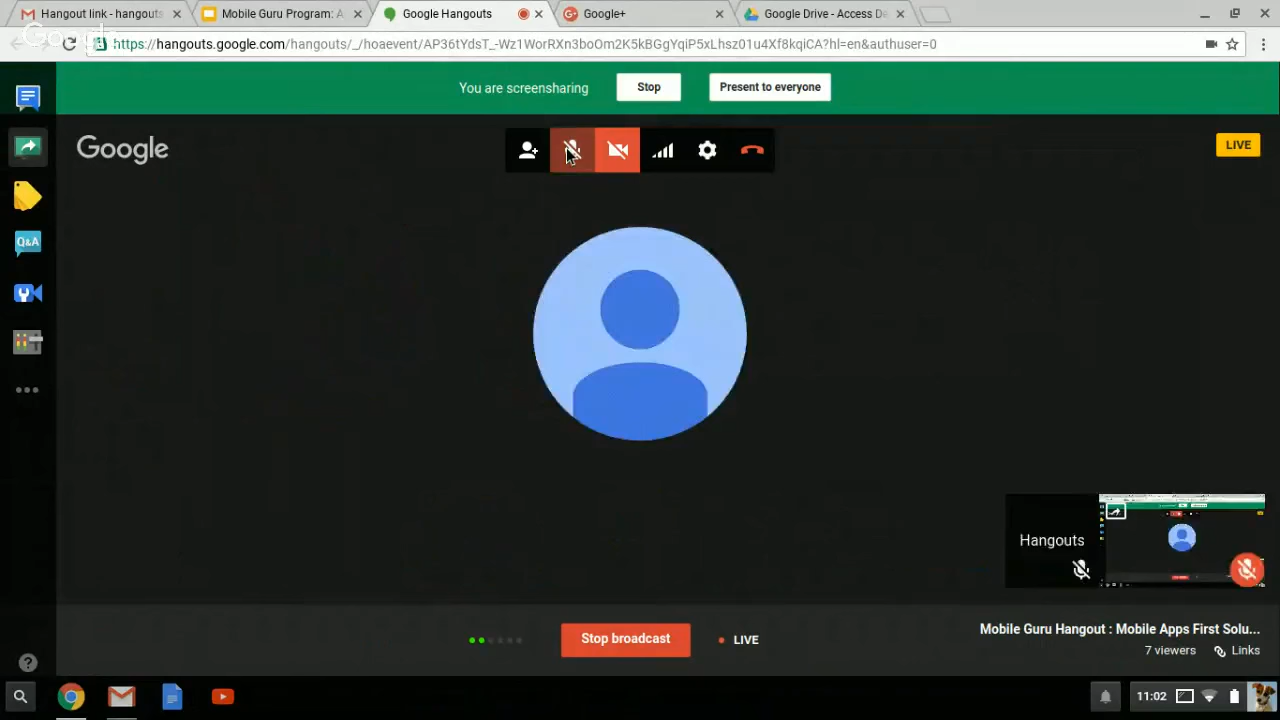 Hangout link - hangouts
Mobile Guru Program: A
Google Hangouts
Google+
Google Drive - Access De
Google
https://hangouts.google.com/hangouts/_/hoaevent/AP36tYdsT_-Wz1WorRXn3boOm2K5kBGgYqiP5xLhsz01u4Xf8kqiCA?hl=en&authuser=0
You are screensharing
Stop
Present to everyone
Google
LIVE
Q&A
Hangouts
Stop broadcast
LIVE
Mobile Guru Hangout : Mobile Apps First Solu...
7 viewers
Links
11:02